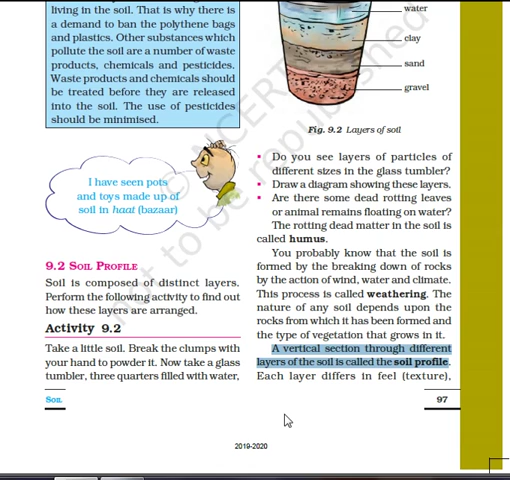 living in the soil. That is why there is
a demand to ban the polythene bags
and plastics. Other substances which
pollute the soil are a number of waste
products, chemicals and pesticides.
Waste products and chemicals should
be treated before they are released
into the soil. The use of pesticides
should be minimised.
I have seen pots
and toys made up of
soil in haat (bazaar)
9.2 SOIL PROFILE
Soil is composed of distinct layers.
Perform the following activity to find out
how these layers are arranged.
Activity 9.2
Take a little soil. Break the clumps with
your hand to powder it. Now take a glass
tumbler, three quarters filled with water,
water
clay
sand
gravel
Fig. 9.2 Layers of soil
• Do you see layers of particles of
different sizes in the glass tumbler?
• Draw a diagram showing these layers.
• Are there some dead rotting leaves
or animal remains floating on water?
The rotting dead matter in the soil is
called humus.
You probably know that the soil is
formed by the breaking down of rocks
by the action of wind, water and climate.
This process is called weathering. The
nature of any soil depends upon the
rocks from which it has been formed and
the type of vegetation that grows in it.
A vertical section through different
layers of the soil is called the soil profile.
Each layer differs in feel (texture),
SOIL
97
2019-2020
© NCERT
not to be republished